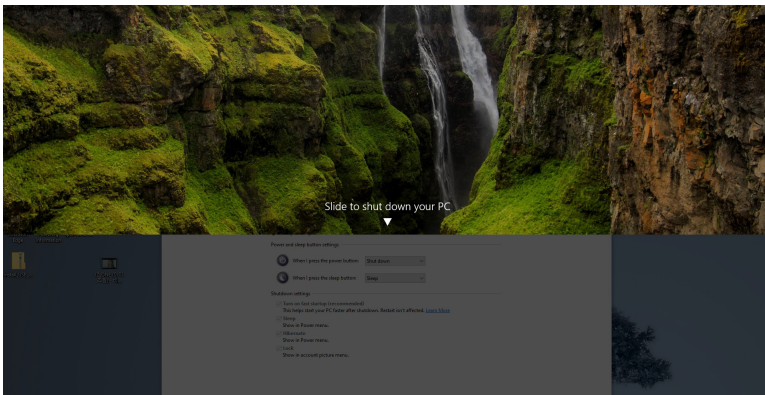 Slide to shut down your PC
Power and sleep button settings
When I press the power button: Shut down
When I press the sleep button: Sleep
Shutdown settings
Turn on fast startup (recommended)
This helps start your PC faster after shutdown. Restart isn't affected. Learn More
Sleep
Show in Power menu.
Hibernate
Show in Power menu.
Lock
Show in account picture menu.